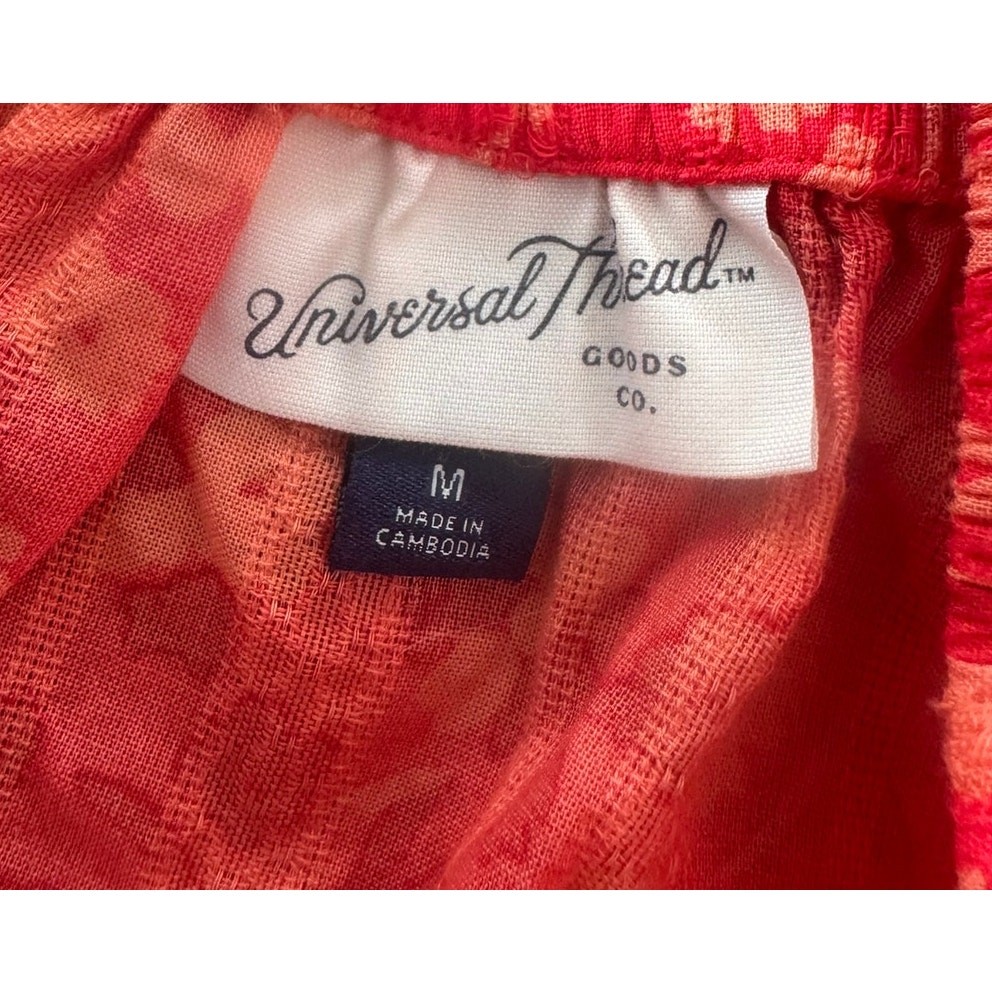 Universal Thread™
GOODS
CO.
M
MADE IN
CAMBODIA